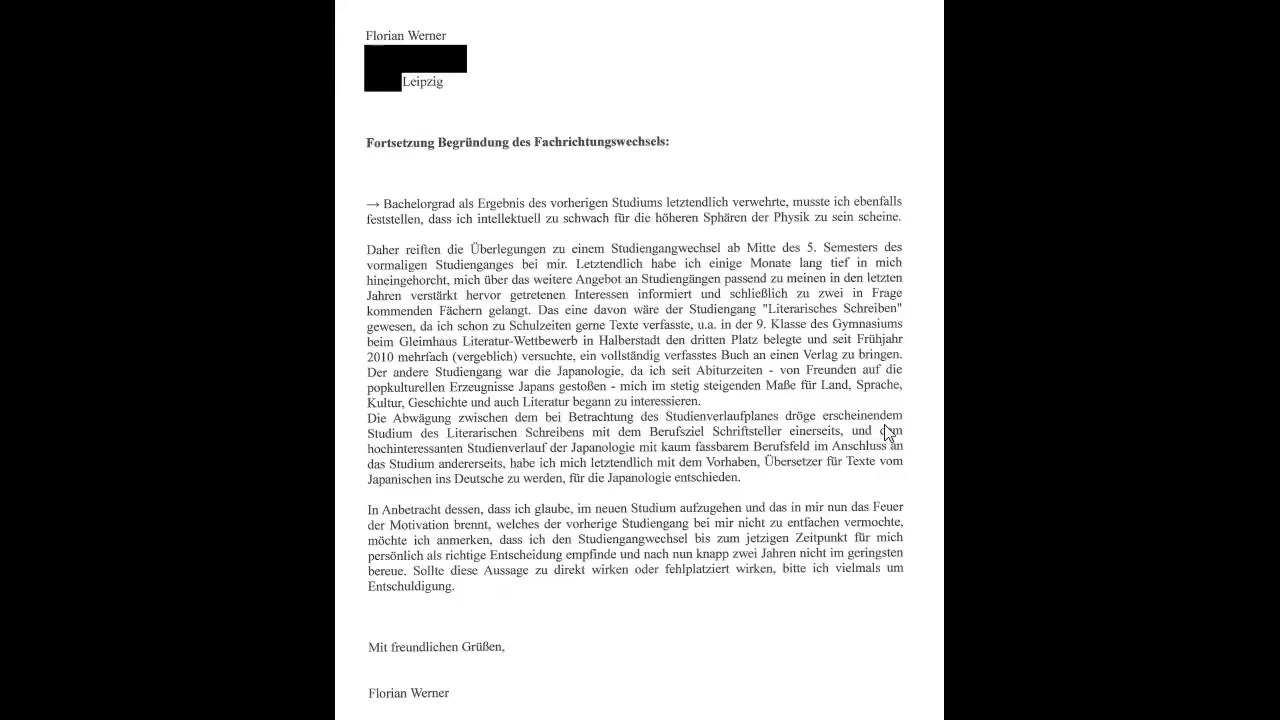 Florian Werner
Leipzig
Fortsetzung Begründung des Fachrichtungswechsels:
→ Bachelorgrad als Ergebnis des vorherigen Studiums letztendlich verwehrte, musste ich ebenfalls
feststellen, dass ich intellektuell zu schwach für die höheren Sphären der Physik zu sein scheine.
Daher reiften die Überlegungen zu einem Studiengangwechsel ab Mitte des 5. Semesters des
vormaligen Studienganges bei mir. Letztendlich habe ich einige Monate lang tief in mich
hineingehorcht, mich über das weitere Angebot an Studiengängen passend zu meinen in den letzten
Jahren verstärkt hervor getretenen Interessen informiert und schließlich zu zwei in Frage
kommenden Fächern gelangt. Das eine davon wäre der Studiengang "Literarisches Schreiben"
gewesen, da ich schon zu Schulzeiten gerne Texte verfasste, u.a. in der 9. Klasse des Gymnasiums
beim Gleimhaus Literatur-Wettbewerb in Halberstadt den dritten Platz belegte und seit Frühjahr
2010 mehrfach (vergeblich) versuchte, ein vollständig verfasstes Buch an einen Verlag zu bringen.
Der andere Studiengang war die Japanologie, da ich seit Abiturzeiten - von Freunden auf die
popkulturellen Erzeugnisse Japans gestoßen - mich im stetig steigenden Maße für Land, Sprache,
Kultur, Geschichte und auch Literatur begann zu interessieren.
Die Abwägung zwischen dem bei Betrachtung des Studienverlaufplanes dröge erscheinendem
Studium des Literarischen Schreibens mit dem Berufsziel Schriftsteller einerseits, und dem
hochinteressanten Studienverlauf der Japanologie mit kaum fassbarem Berufsfeld im Anschluss an
das Studium andererseits, habe ich mich letztendlich mit dem Vorhaben, Übersetzer für Texte vom
Japanischen ins Deutsche zu werden, für die Japanologie entschieden.
In Anbetracht dessen, dass ich glaube, im neuen Studium aufzugehen und das in mir nun das Feuer
der Motivation brennt, welches der vorherige Studiengang bei mir nicht zu entfachen vermochte,
möchte ich anmerken, dass ich den Studiengangwechsel bis zum jetzigen Zeitpunkt für mich
persönlich als richtige Entscheidung empfinde und nach nun knapp zwei Jahren nicht im geringsten
bereue. Sollte diese Aussage zu direkt wirken oder fehlplatziert wirken, bitte ich vielmals um
Entschuldigung.
Mit freundlichen Grüßen,
Florian Werner